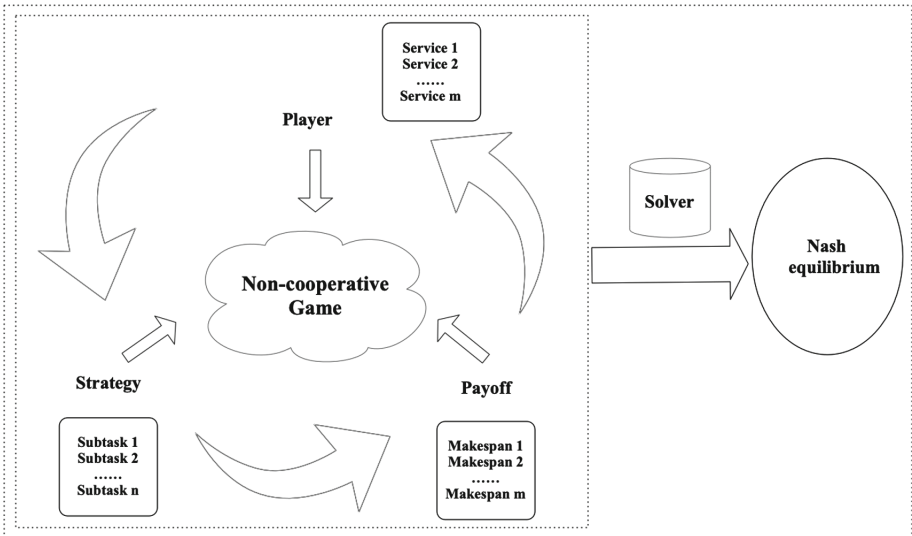 Service 1
Service 2
......
Service m
Player
Solver
Non-cooperative
Game
Nash
equilibrium
Strategy
Payoff
Subtask 1
Subtask 2
......
Subtask n
Makespan 1
Makespan 2
......
Makespan m